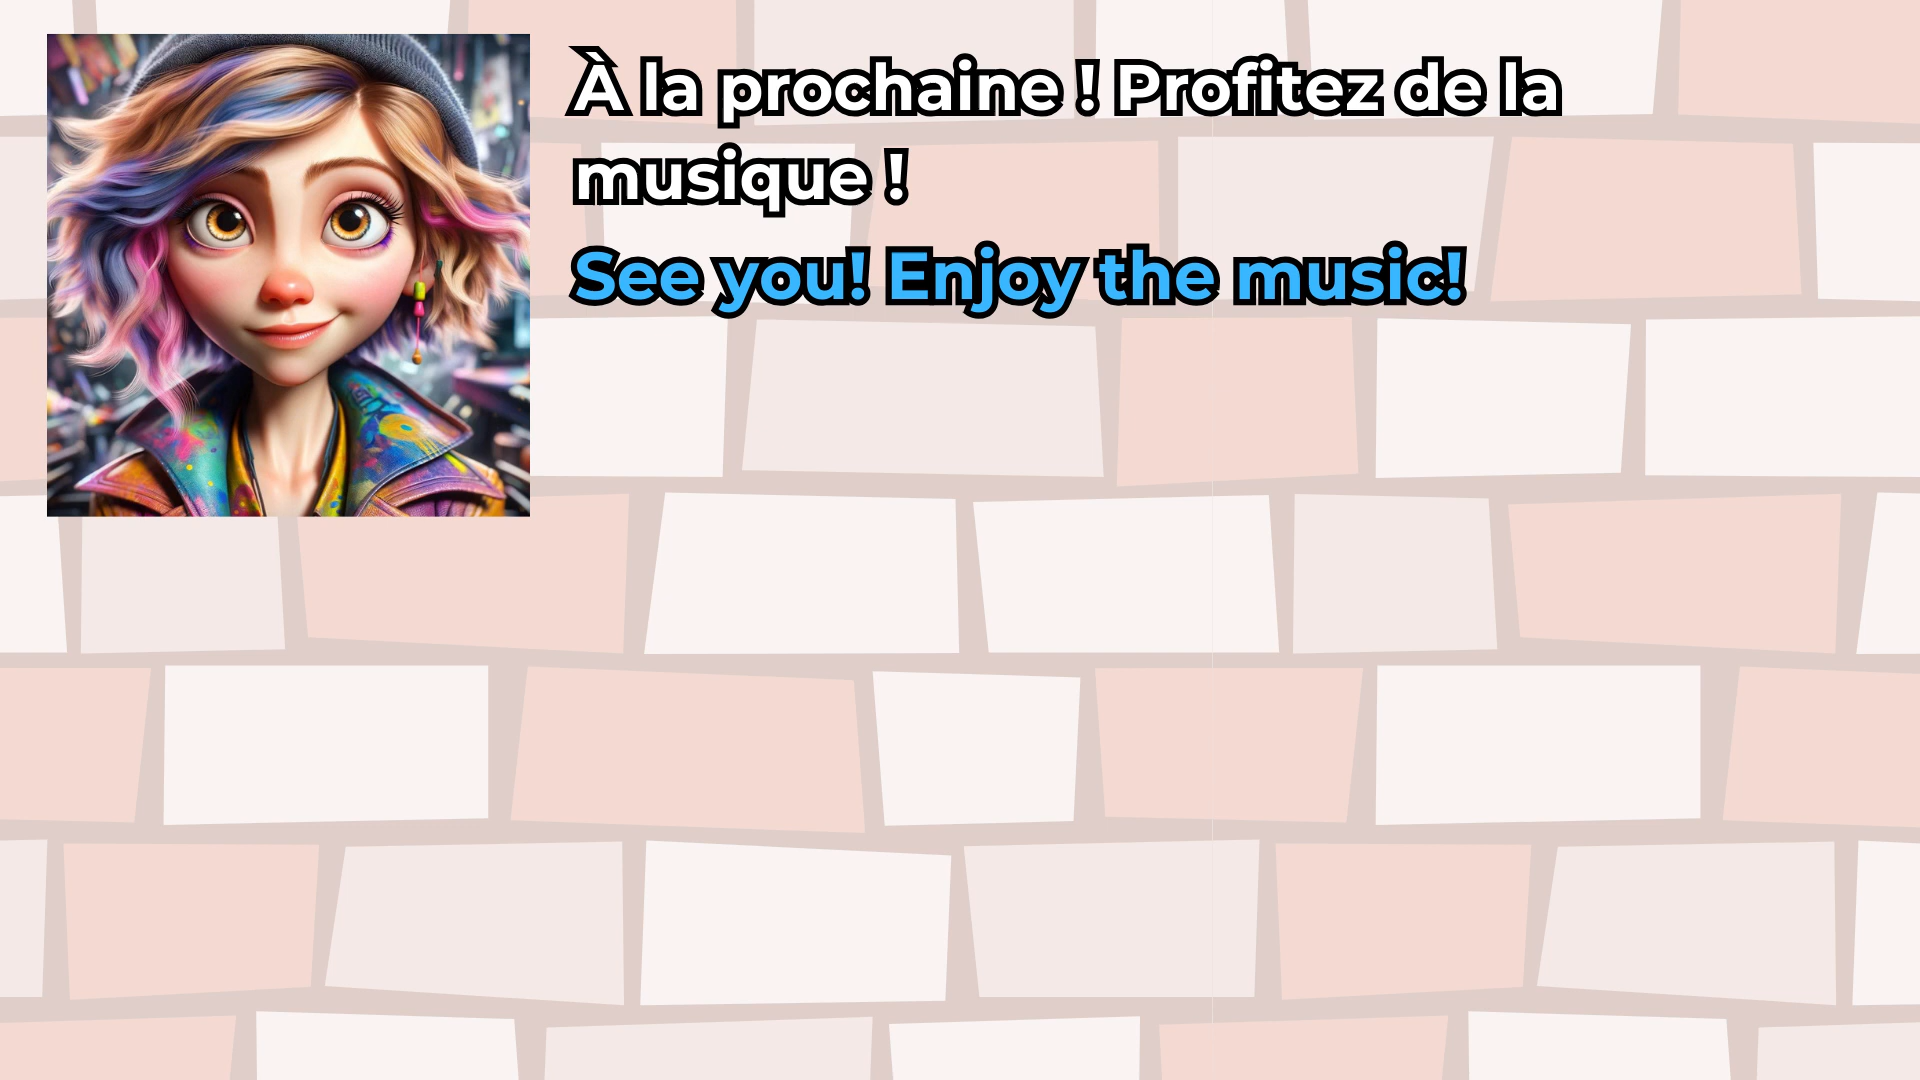 À la prochaine ! Profitez de la
musique !
See you! Enjoy the music!